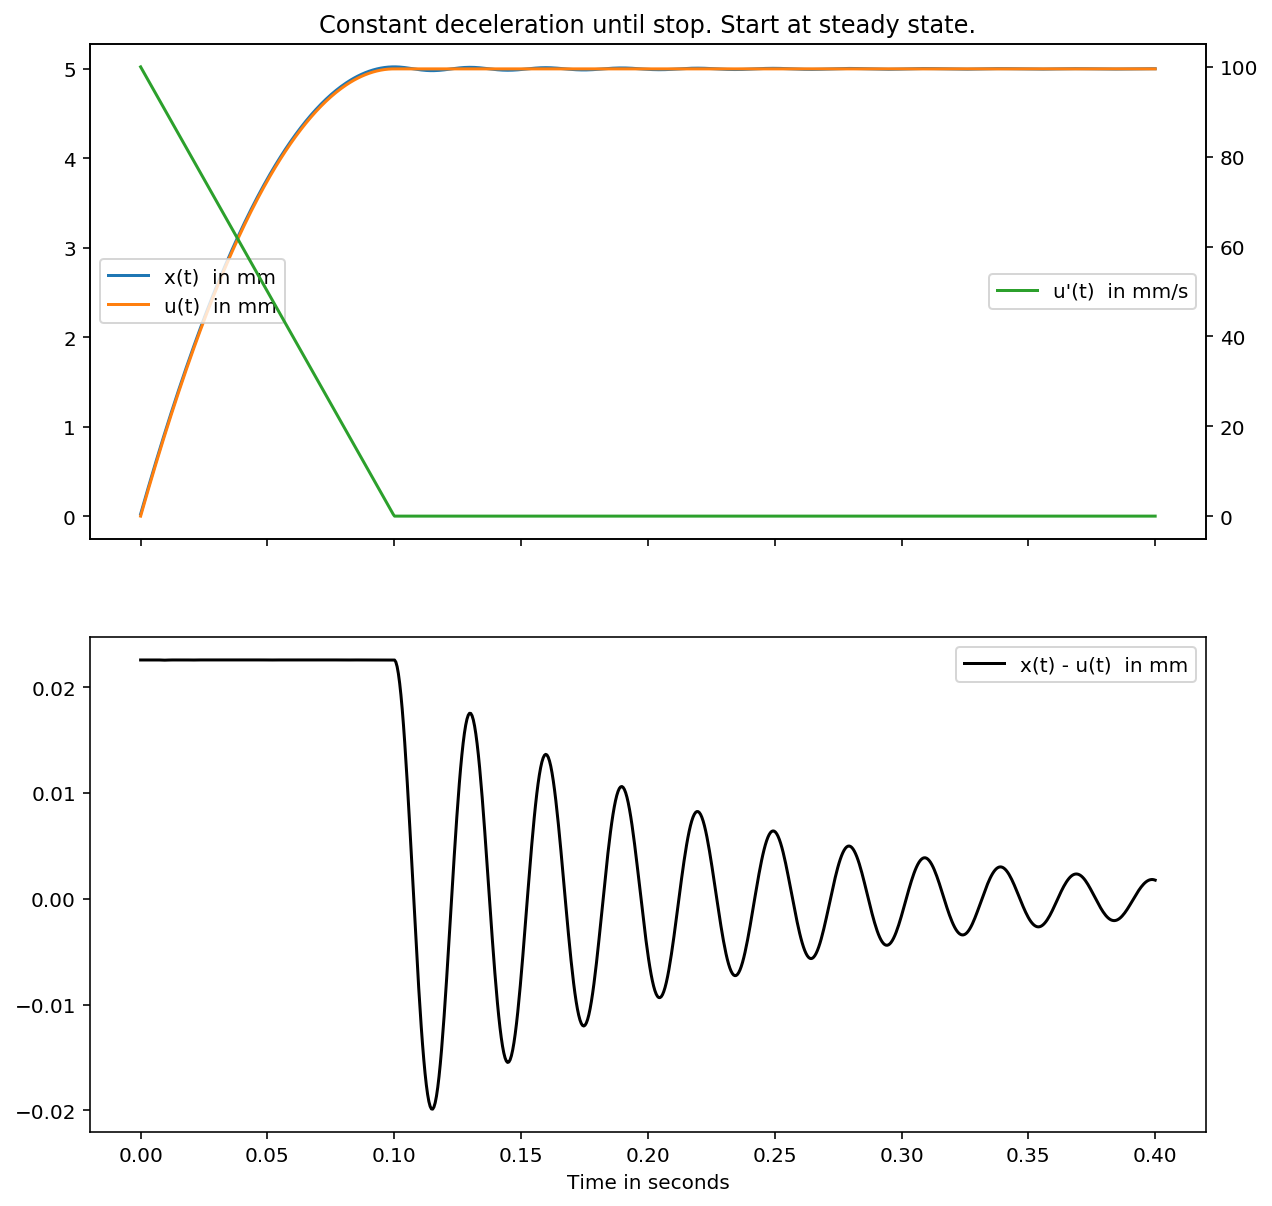 Constant deceleration until stop. Start at steady state.
5
4
3
2
1
0
x(t)  in mm
u(t)  in mm
u'(t)  in mm/s
100
80
60
40
20
0
x(t) - u(t)  in mm
0.02
0.01
0.00
−0.01
−0.02
0.00 0.05 0.10 0.15 0.20 0.25 0.30 0.35 0.40
Time in seconds